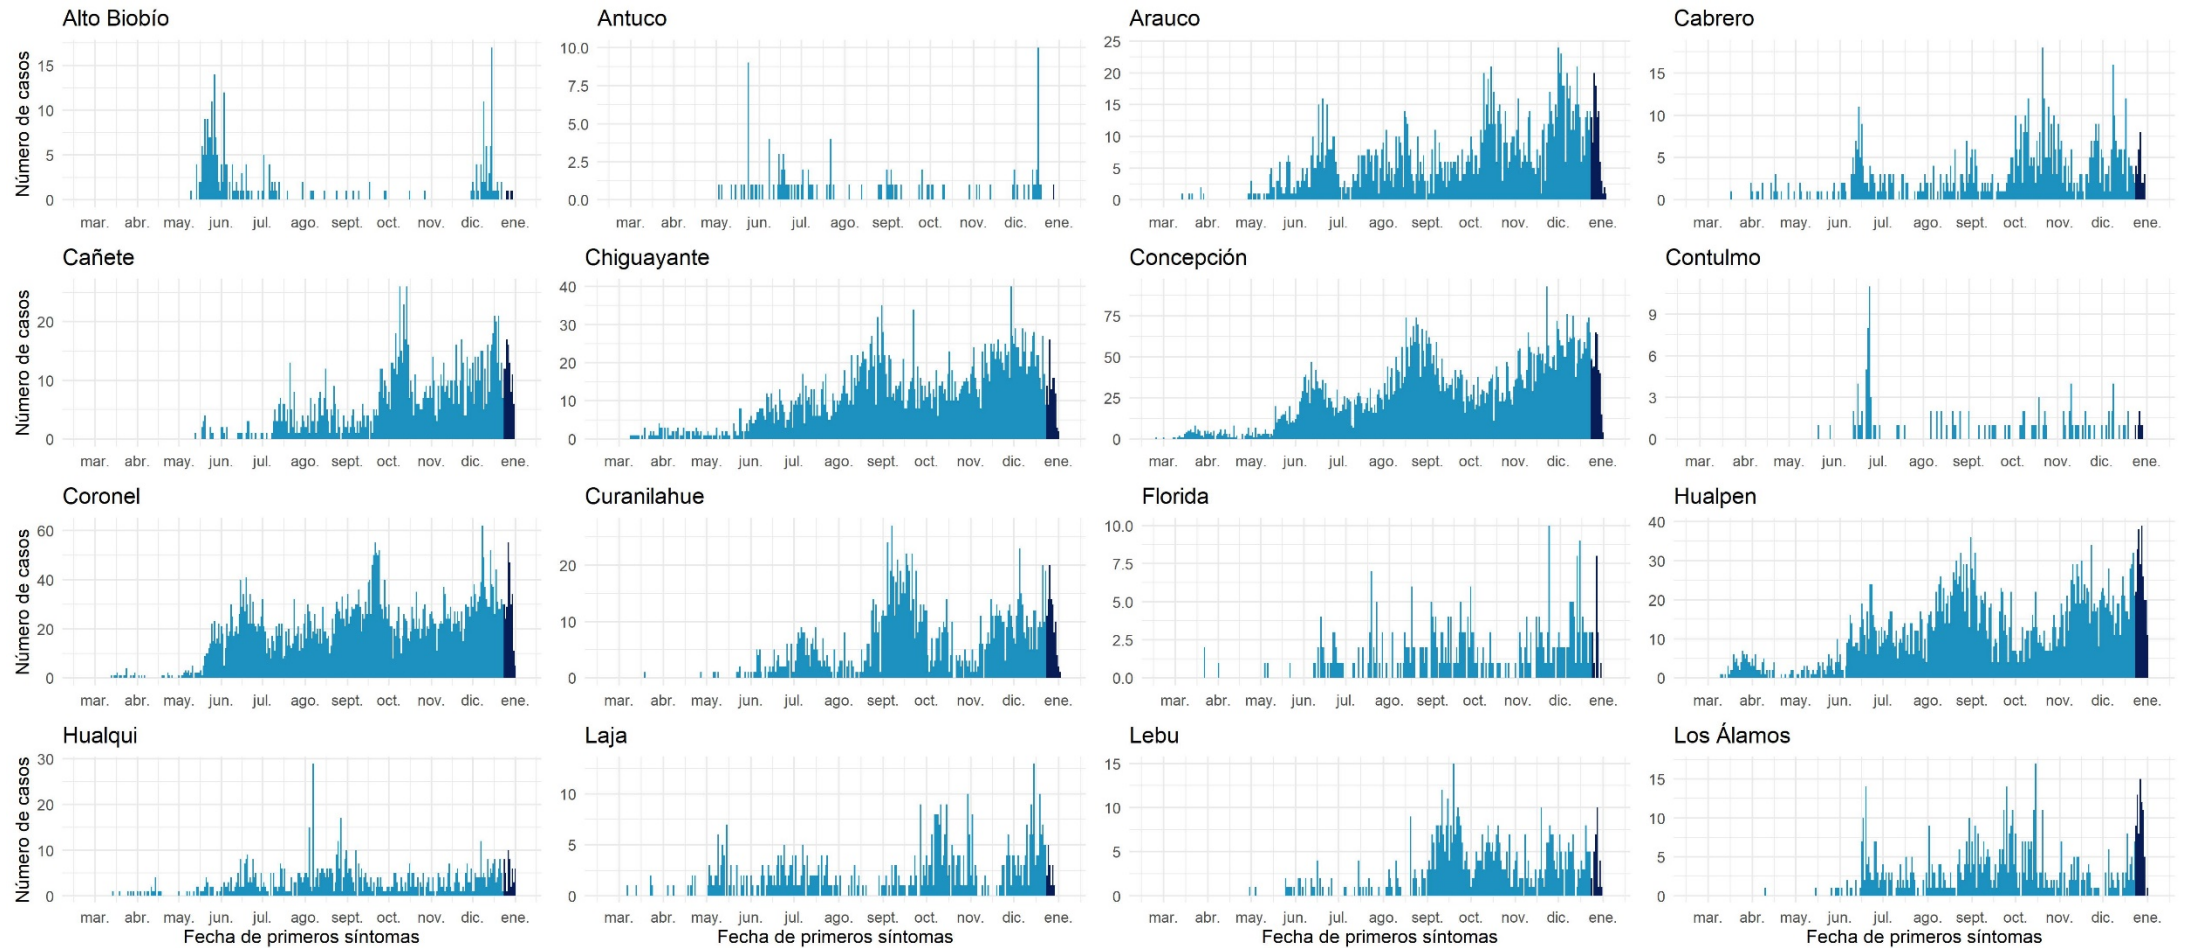 Alto Biobío
Antuco
Arauco
Cabrero
Número de casos
15
10
5
0
10.0
7.5
5.0
2.5
0.0
25
20
15
10
5
0
15
10
5
0
mar. abr. may. jun. jul. ago. sept. oct. nov. dic. ene.
mar. abr. may. jun. jul. ago. sept. oct. nov. dic. ene.
mar. abr. may. jun. jul. ago. sept. oct. nov. dic. ene.
mar. abr. may. jun. jul. ago. sept. oct. nov. dic. ene.
Cañete
Chiguayante
Concepción
Contulmo
Número de casos
20
10
0
40
30
20
10
0
75
50
25
0
9
6
3
0
mar. abr. may. jun. jul. ago. sept. oct. nov. dic. ene.
mar. abr. may. jun. jul. ago. sept. oct. nov. dic. ene.
mar. abr. may. jun. jul. ago. sept. oct. nov. dic. ene.
mar. abr. may. jun. jul. ago. sept. oct. nov. dic. ene.
Coronel
Curanilahue
Florida
Hualpen
Número de casos
60
40
20
0
20
10
0
10.0
7.5
5.0
2.5
0.0
40
30
20
10
0
mar. abr. may. jun. jul. ago. sept. oct. nov. dic. ene.
mar. abr. may. jun. jul. ago. sept. oct. nov. dic. ene.
mar. abr. may. jun. jul. ago. sept. oct. nov. dic. ene.
mar. abr. may. jun. jul. ago. sept. oct. nov. dic. ene.
Hualqui
Laja
Lebu
Los Álamos
Número de casos
30
20
10
0
10
5
0
15
10
5
0
15
10
5
0
mar. abr. may. jun. jul. ago. sept. oct. nov. dic. ene.
mar. abr. may. jun. jul. ago. sept. oct. nov. dic. ene.
mar. abr. may. jun. jul. ago. sept. oct. nov. dic. ene.
mar. abr. may. jun. jul. ago. sept. oct. nov. dic. ene.
Fecha de primeros síntomas
Fecha de primeros síntomas
Fecha de primeros síntomas
Fecha de primeros síntomas